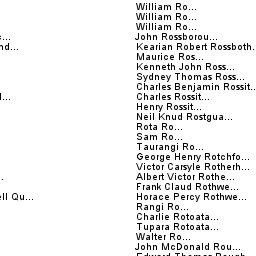 William Ro...
William Ro...
William Ro...
...
John Rossborou...
nd...
Kearian Robert Rossboth.
Maurice Ros...
Kenneth John Ross...
Sydney Thomas Ross...
Charles Benjamin Rossit..
...
Charles Rossit...
Henry Rossit...
Neil Knud Rostgua...
Rota Ro...
Sam Ro...
Taurangi Ro...
George Henry Rotchfo...
Victor Carsyle Rotherh...
Albert Victor Rothe...
Frank Claud Rothwe...
ell Qu...
Horace Percy Rothwe...
Rangi Ro...
Charlie Rotoata...
Tupara Rotoata...
Walter Ro...
John McDonald Rou...
Edward Thomas